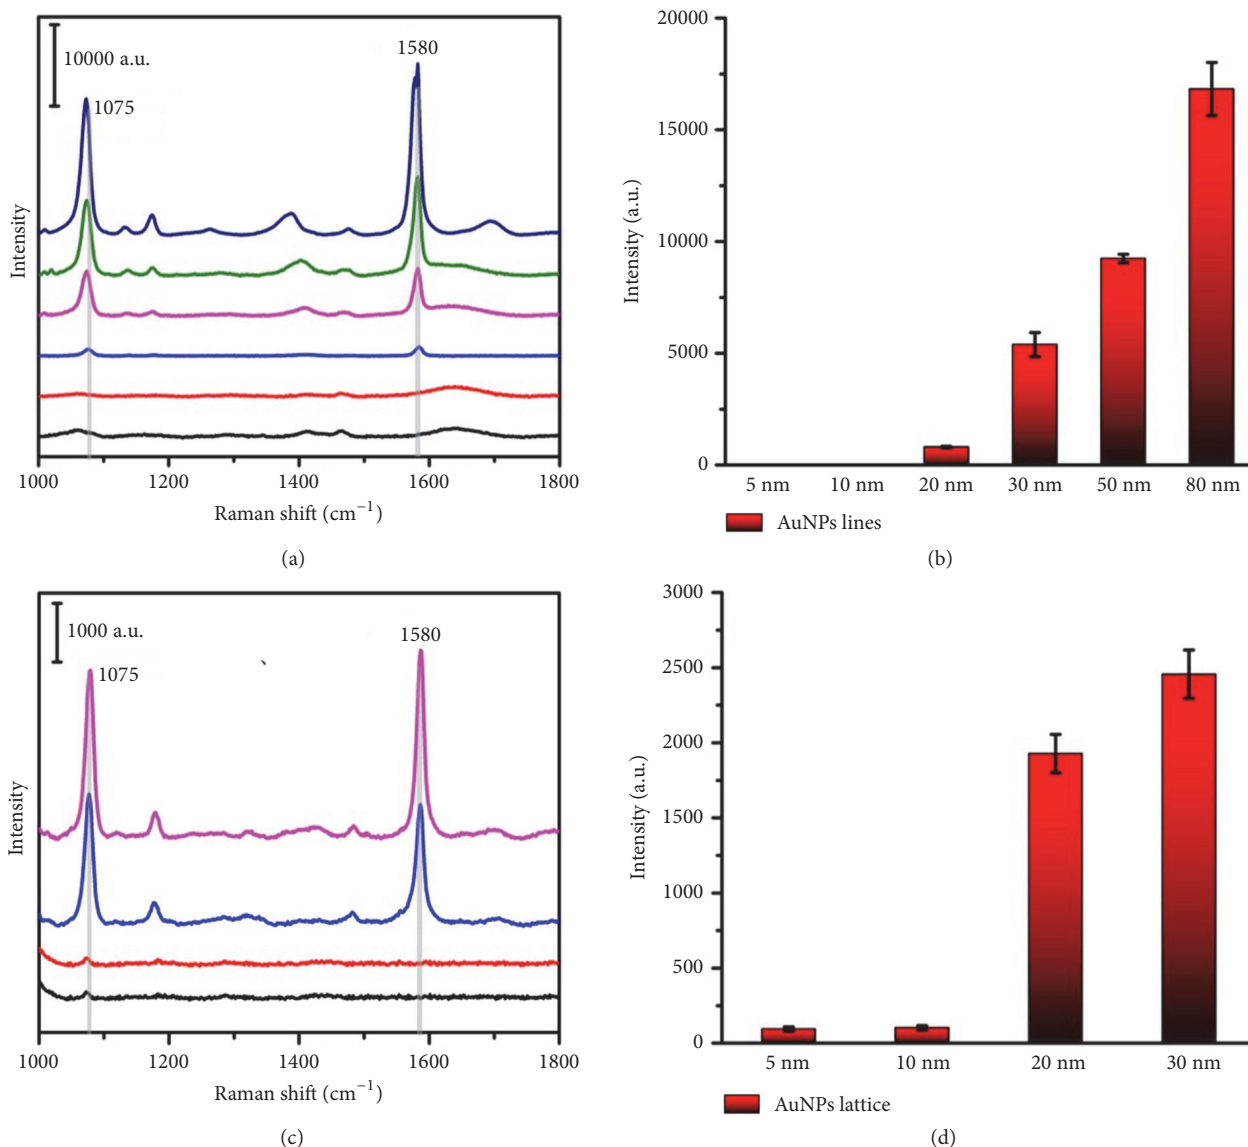 10000 a.u.
1075
1580
Intensity
1000 1200 1400 1600 1800
Raman shift (cm⁻¹)
(a)
20000
15000
10000
5000
0
Intensity (a.u.)
5 nm 10 nm 20 nm 30 nm 50 nm 80 nm
AuNPs lines
(b)
1000 a.u.
1075
1580
Intensity
1000 1200 1400 1600 1800
Raman shift (cm⁻¹)
(c)
3000
2500
2000
1500
1000
500
0
Intensity (a.u.)
5 nm 10 nm 20 nm 30 nm
AuNPs lattice
(d)